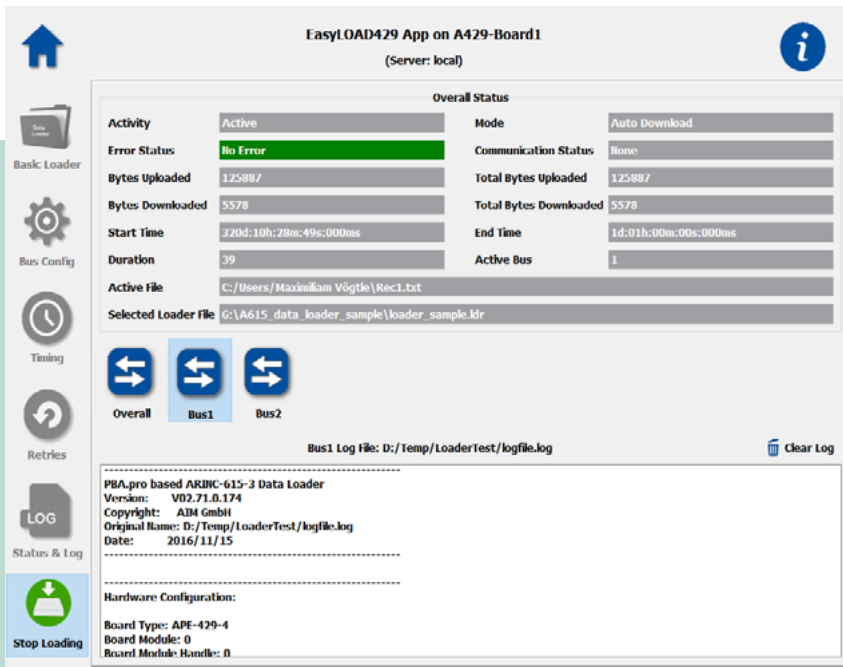 EasyLOAD429 App on A429-Board1
(Server: local)
Data
Loader
Basic Loader
Bus Config
Timing
Retries
LOG
Status & Log
Stop Loading
Overall Status
Activity Active Mode Auto Download
Error Status No Error Communication Status None
Bytes Uploaded 125887 Total Bytes Uploaded 125887
Bytes Downloaded 5578 Total Bytes Downloaded 5578
Start Time 320d:10h:28m:49s:000ms End Time 1d:01h:00m:00s:000ms
Duration 39 Active Bus 1
Active File C:/Users/Maximiliam Vögtle\Rec1.txt
Selected Loader File G:\A615_data_loader_sample\loader_sample.ldr
Overall Bus1 Bus2
Bus1 Log File: D:/Temp/LoaderTest/logfile.log Clear Log
------------------------------------------------------------
PBA.pro based ARINC-615-3 Data Loader
Version: V02.71.0.174
Copyright: AIM GmbH
Original Name: D:/Temp/LoaderTest/logfile.log
Date: 2016/11/15
------------------------------------------------------------
------------------------------------------------------------
Hardware Configuration:
Board Type: APE-429-4
Board Module: 0
Board Module Handle: 0